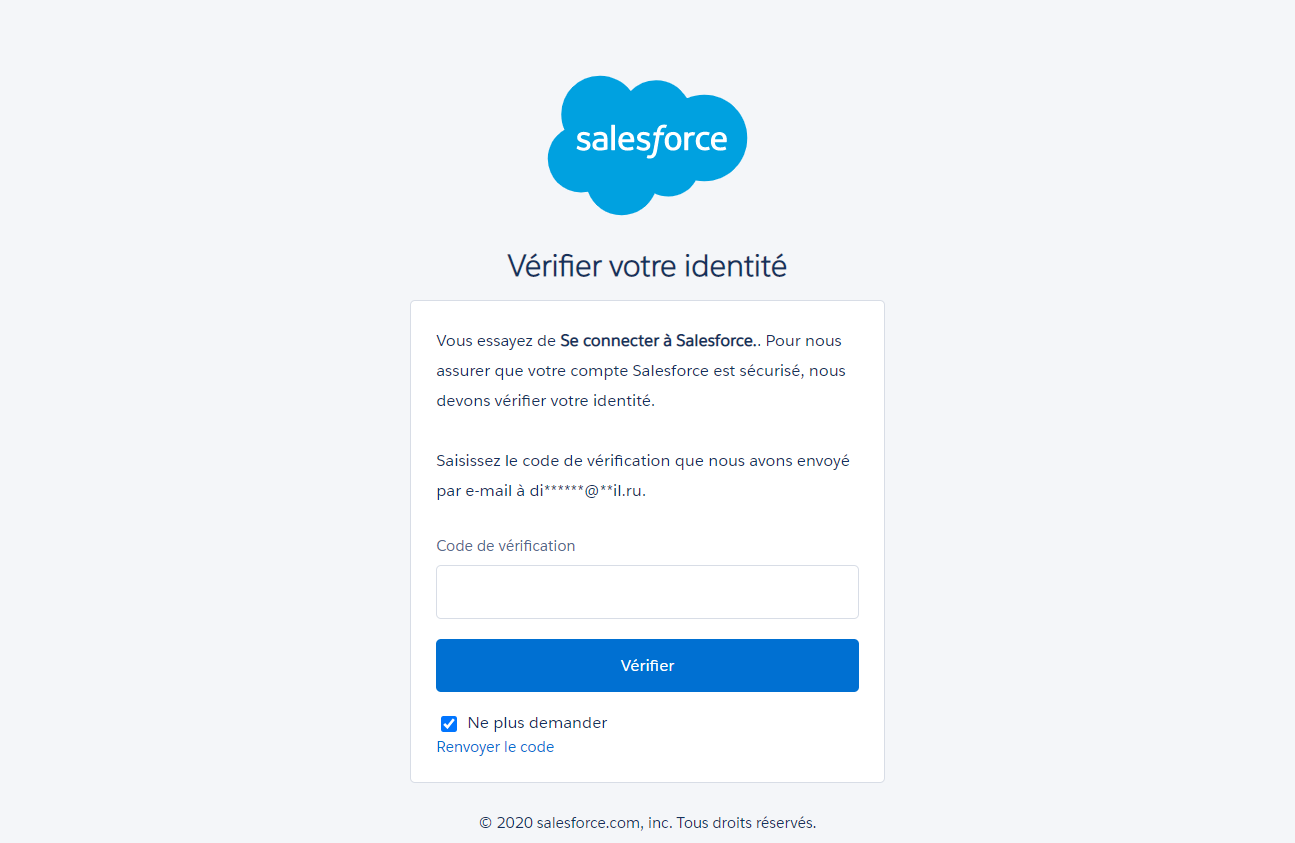 salesforce
Vérifier votre identité
Vous essayez de Se connecter à Salesforce.. Pour nous
assurer que votre compte Salesforce est sécurisé, nous
devons vérifier votre identité.
Saisissez le code de vérification que nous avons envoyé
par e-mail à di******@**il.ru.
Code de vérification
Vérifier
Ne plus demander
Renvoyer le code
© 2020 salesforce.com, inc. Tous droits réservés.